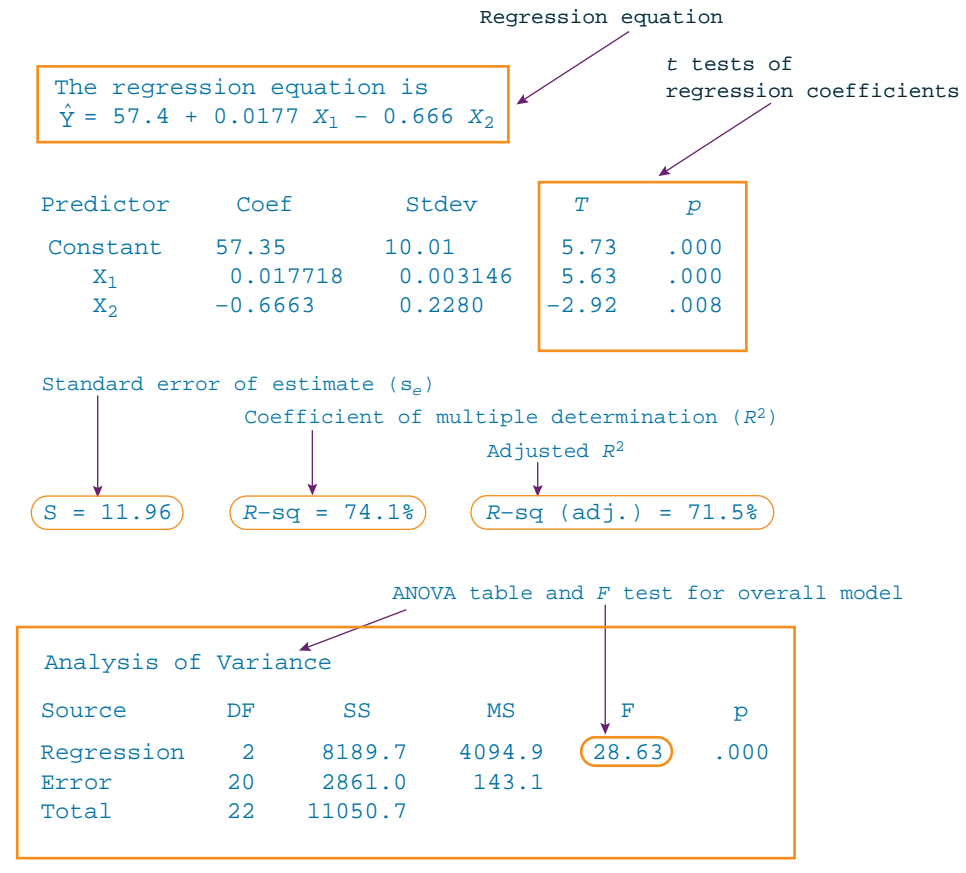 Regression equation
t tests of
regression coefficients
The regression equation is
Ŷ = 57.4 + 0.0177 X₁ − 0.666 X₂
Predictor Coef Stdev T p
Constant 57.35 10.01 5.73 .000
X₁ 0.017718 0.003146 5.63 .000
X₂ −0.6663 0.2280 −2.92 .008
Standard error of estimate (sₑ)
Coefficient of multiple determination (R²)
Adjusted R²
S = 11.96 R−sq = 74.1% R−sq (adj.) = 71.5%
ANOVA table and F test for overall model
Analysis of Variance
Source DF SS MS F p
Regression 2 8189.7 4094.9 28.63 .000
Error 20 2861.0 143.1
Total 22 11050.7